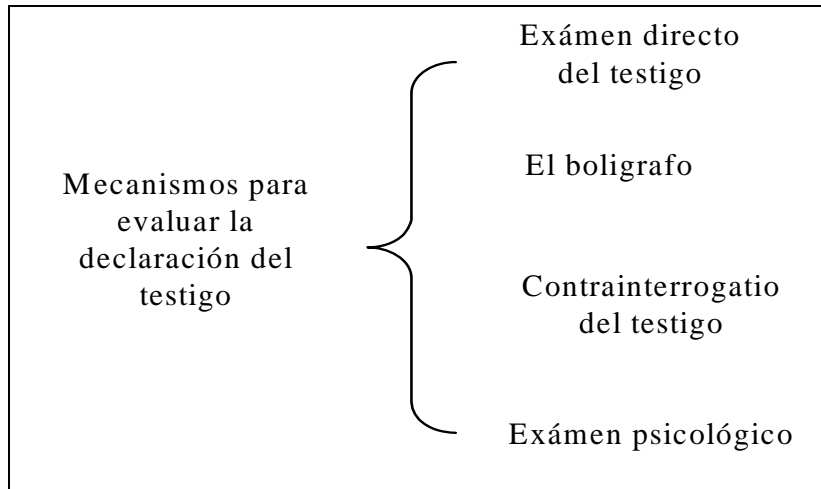 Mecanismos para
evaluar la
declaración del
testigo
Exámen directo
del testigo
El boligrafo
Contrainterrogatio
del testigo
Exámen psicológico